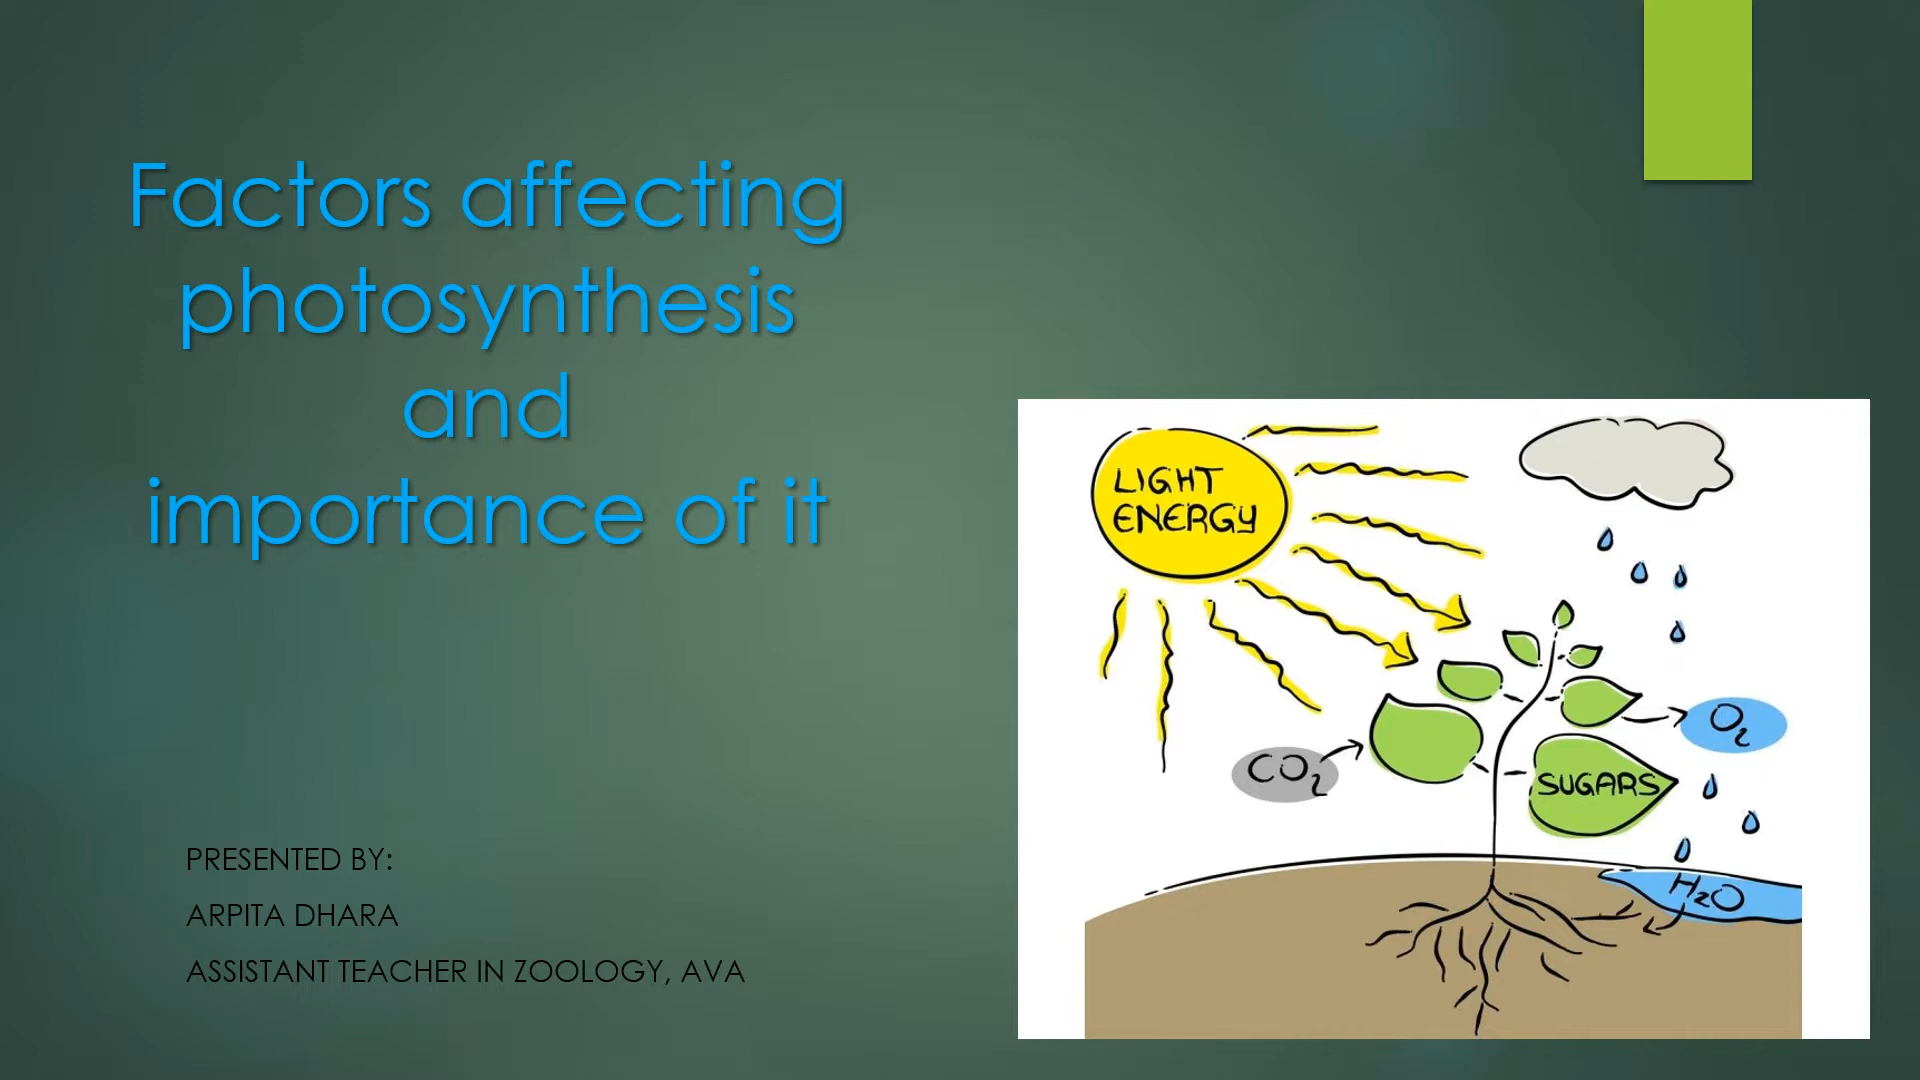 Factors affecting
photosynthesis
and
importance of it
PRESENTED BY:
ARPITA DHARA
ASSISTANT TEACHER IN ZOOLOGY, AVA
LIGHT
ENERGY
CO2
O2
SUGARS
H2O